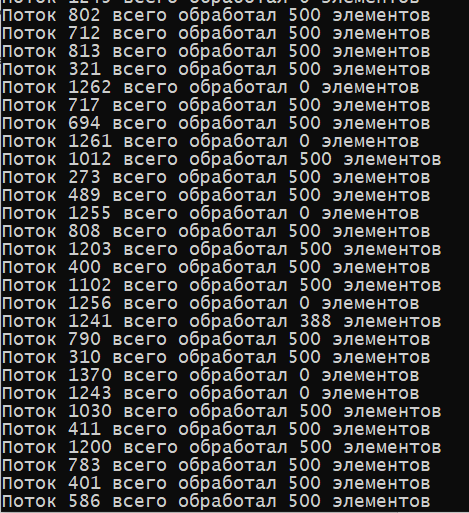 Поток 1249 всего обработал 0 элементов
Поток 802 всего обработал 500 элементов
Поток 712 всего обработал 500 элементов
Поток 813 всего обработал 500 элементов
Поток 321 всего обработал 500 элементов
Поток 1262 всего обработал 0 элементов
Поток 717 всего обработал 500 элементов
Поток 694 всего обработал 500 элементов
Поток 1261 всего обработал 0 элементов
Поток 1012 всего обработал 500 элементов
Поток 273 всего обработал 500 элементов
Поток 489 всего обработал 500 элементов
Поток 1255 всего обработал 0 элементов
Поток 808 всего обработал 500 элементов
Поток 1203 всего обработал 500 элементов
Поток 400 всего обработал 500 элементов
Поток 1102 всего обработал 500 элементов
Поток 1256 всего обработал 0 элементов
Поток 1241 всего обработал 388 элементов
Поток 790 всего обработал 500 элементов
Поток 310 всего обработал 500 элементов
Поток 1370 всего обработал 0 элементов
Поток 1243 всего обработал 0 элементов
Поток 1030 всего обработал 500 элементов
Поток 411 всего обработал 500 элементов
Поток 1200 всего обработал 500 элементов
Поток 783 всего обработал 500 элементов
Поток 401 всего обработал 500 элементов
Поток 586 всего обработал 500 элементов